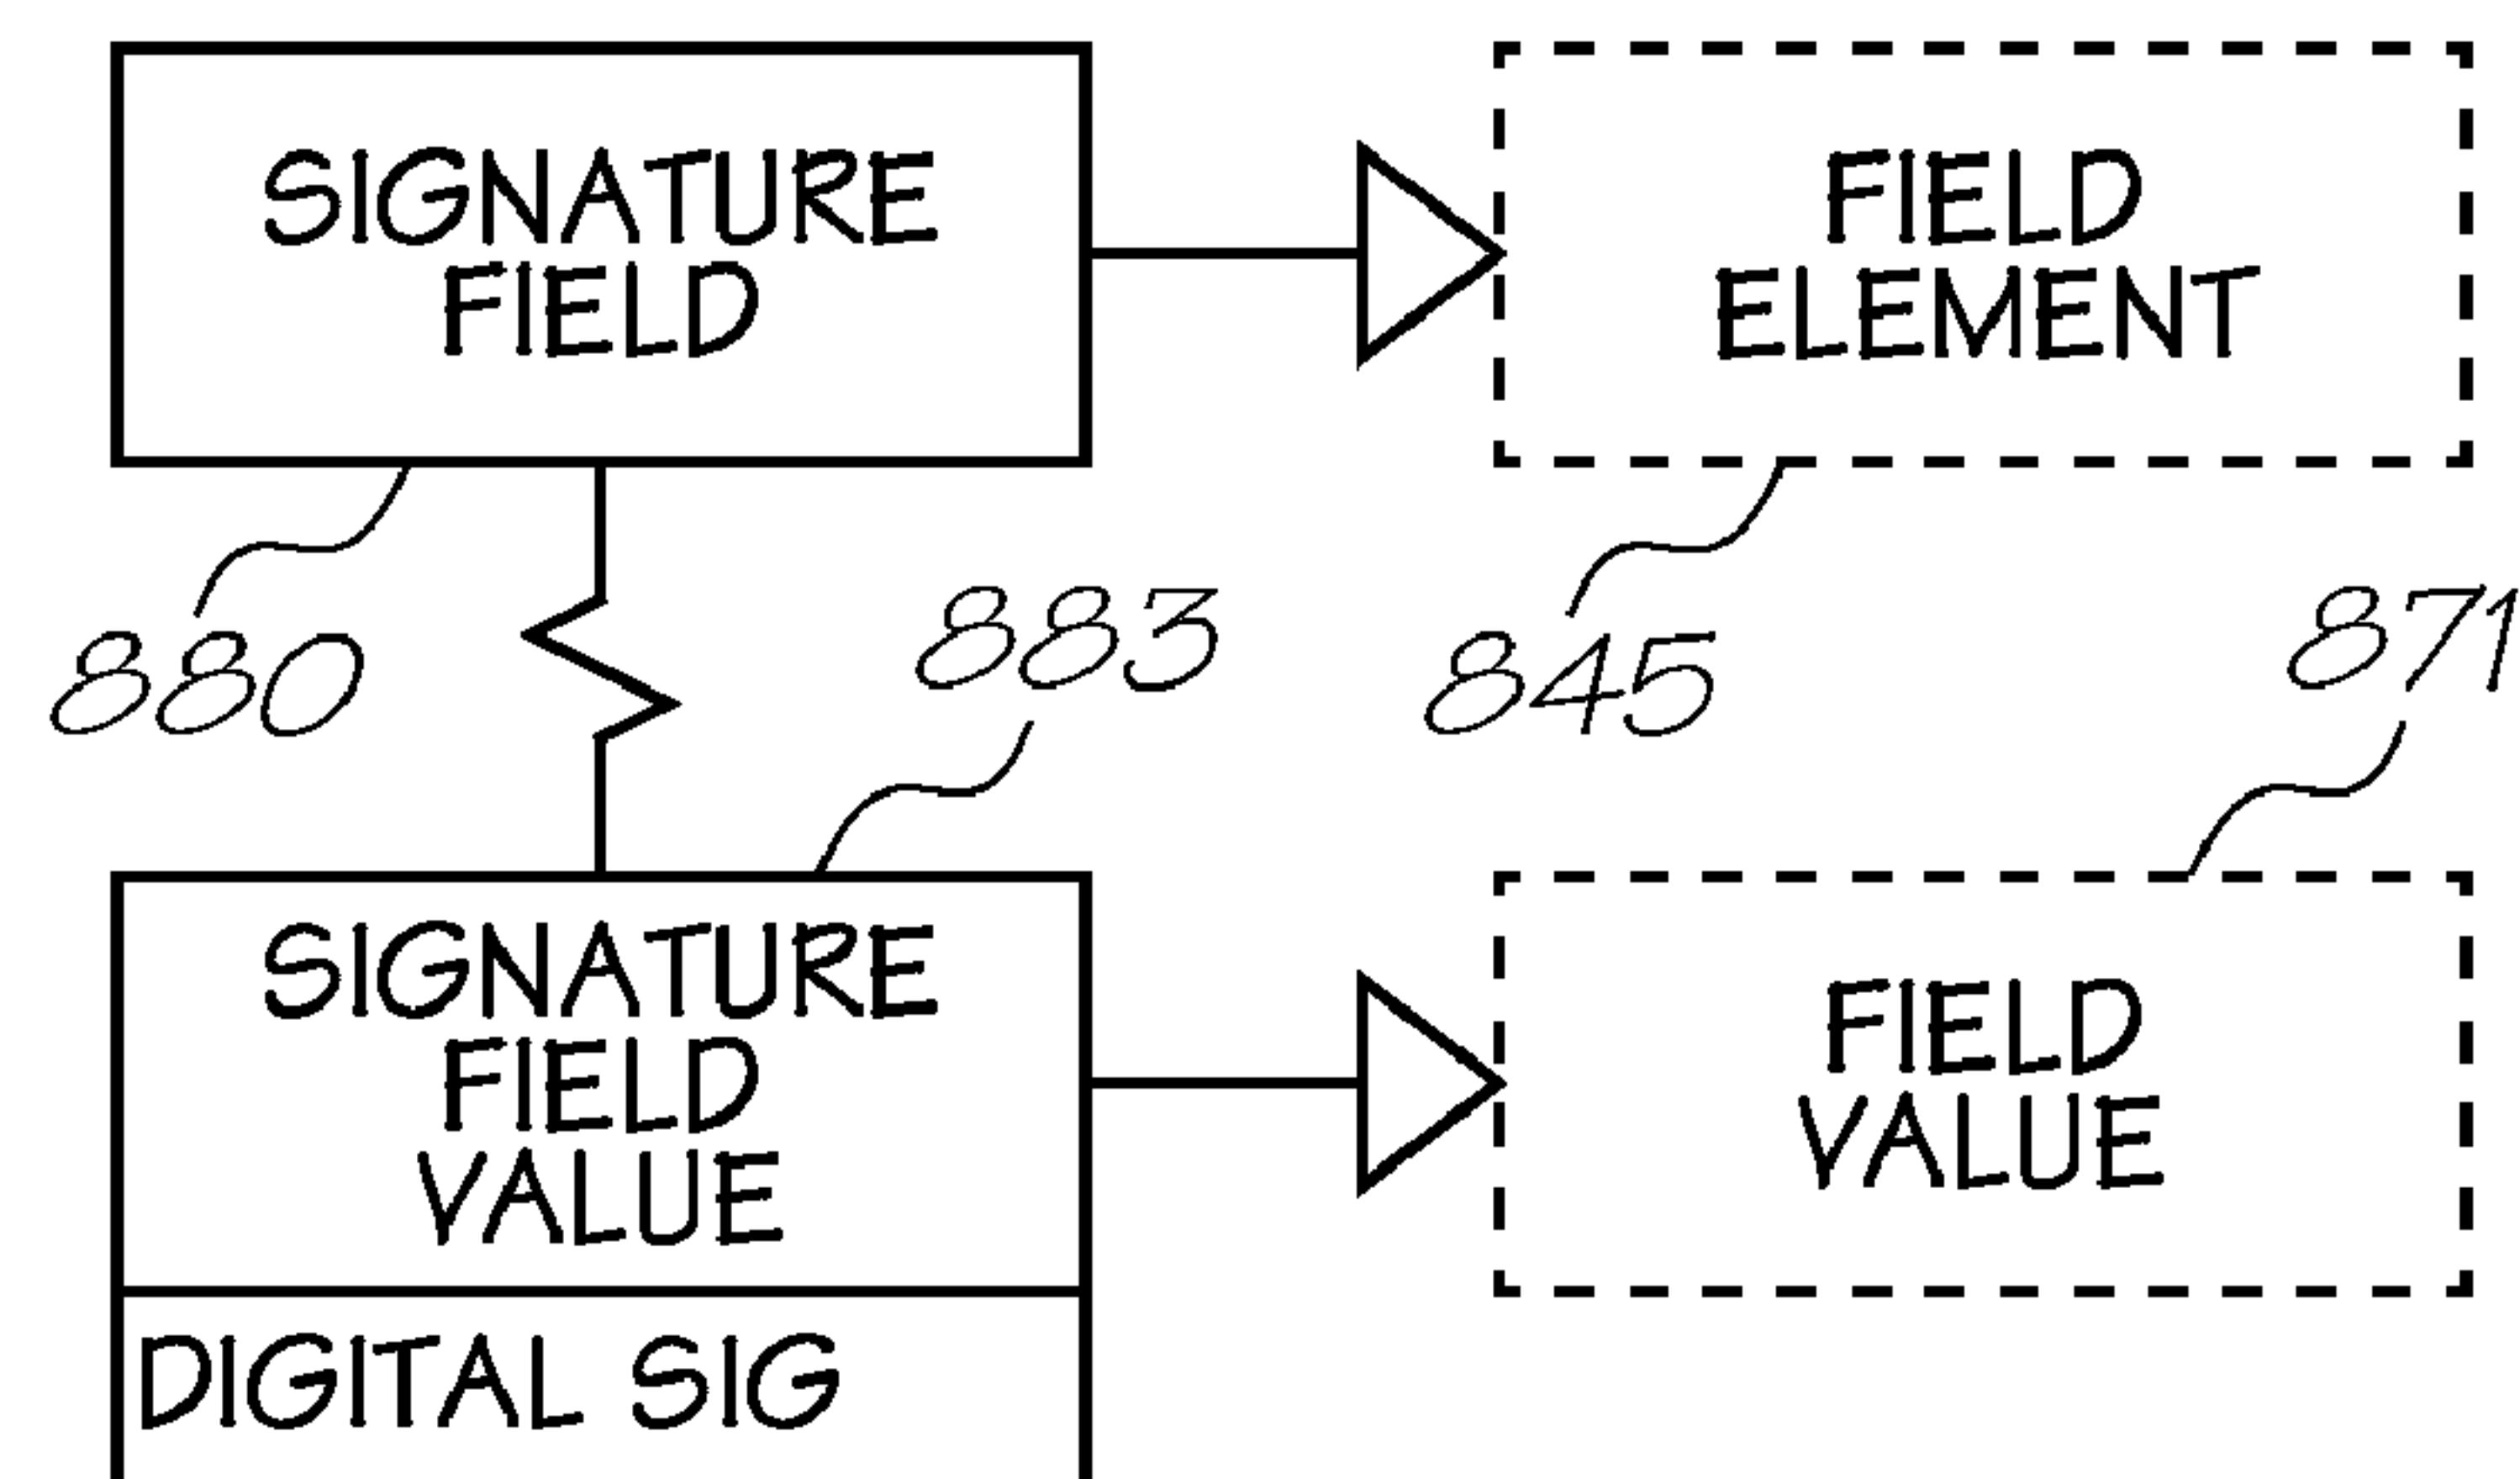 SIGNATURE
FIELD
FIELD
ELEMENT
880
883
845
871
SIGNATURE
FIELD
VALUE
FIELD
VALUE
DIGITAL SIG